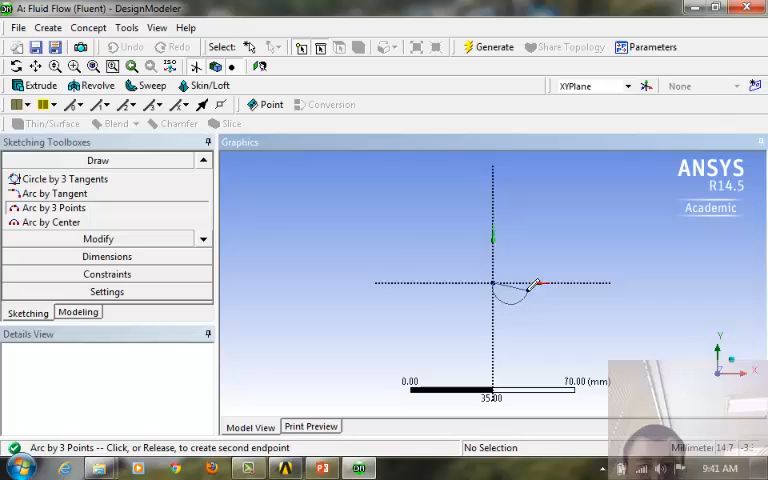 A: Fluid Flow (Fluent) - DesignModeler
File Create Concept Tools View Help
Undo Redo Select: Generate Share Topology Parameters
ISO
Extrude Revolve Sweep Skin/Loft XYPlane None
Point Conversion
Thin/Surface Blend Chamfer Slice
Sketching Toolboxes
Graphics
Draw
Circle by 3 Tangents
Arc by Tangent
Arc by 3 Points
Arc by Center
Modify
Dimensions
Constraints
Settings
Sketching Modeling
Details View
ANSYS
R14.5
Academic
0.00 70.00 (mm)
35.00
Y
X
Z
Model View Print Preview
Arc by 3 Points -- Click, or Release, to create second endpoint No Selection Millimeter 14.7
9:41 AM